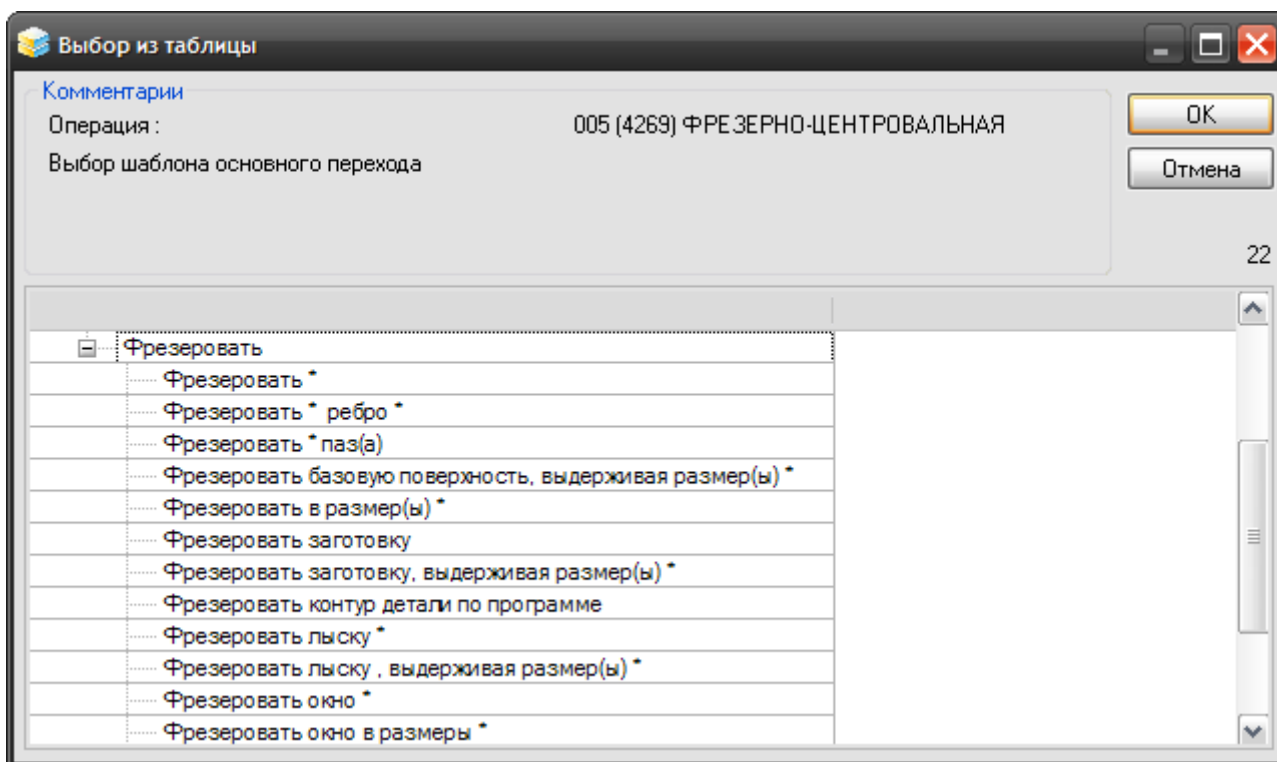 Выбор из таблицы
Комментарии
Операция : 005 (4269) ФРЕЗЕРНО-ЦЕНТРОВАЛЬНАЯ
OK
Выбор шаблона основного перехода
Отмена
22
Фрезеровать
Фрезеровать *
Фрезеровать * ребро *
Фрезеровать * паз(а)
Фрезеровать базовую поверхность, выдерживая размер(ы) *
Фрезеровать в размер(ы) *
Фрезеровать заготовку
Фрезеровать заготовку, выдерживая размер(ы) *
Фрезеровать контур детали по программе
Фрезеровать лыску *
Фрезеровать лыску , выдерживая размер(ы) *
Фрезеровать окно *
Фрезеровать окно в размеры *